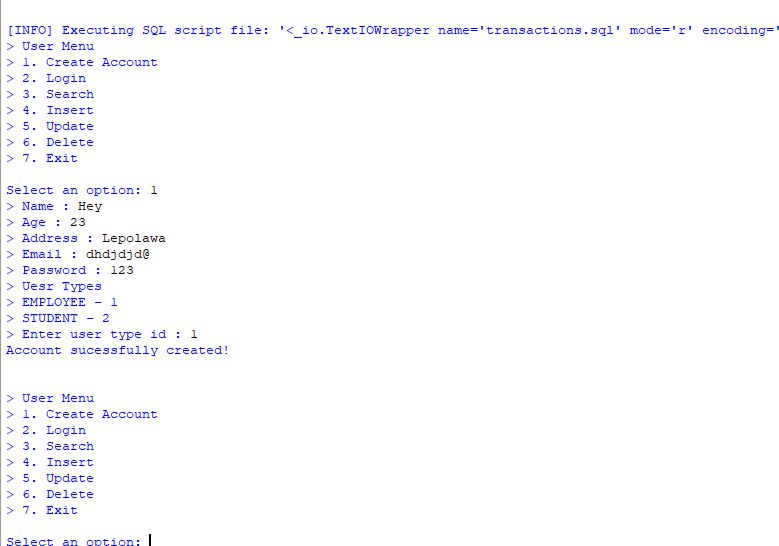 [INFO] Executing SQL script file: '<_io.TextIOWrapper name='transactions.sql' mode='r' encoding='
> User Menu
> 1. Create Account
> 2. Login
> 3. Search
> 4. Insert
> 5. Update
> 6. Delete
> 7. Exit
Select an option: 1
> Name : Hey
> Age : 23
> Address : Lepolawa
> Email : dhdjdjd@
> Password : 123
> Uesr Types
> EMPLOYEE - 1
> STUDENT - 2
> Enter user type id : 1
Account sucessfully created!
> User Menu
> 1. Create Account
> 2. Login
> 3. Search
> 4. Insert
> 5. Update
> 6. Delete
> 7. Exit
Select an option: